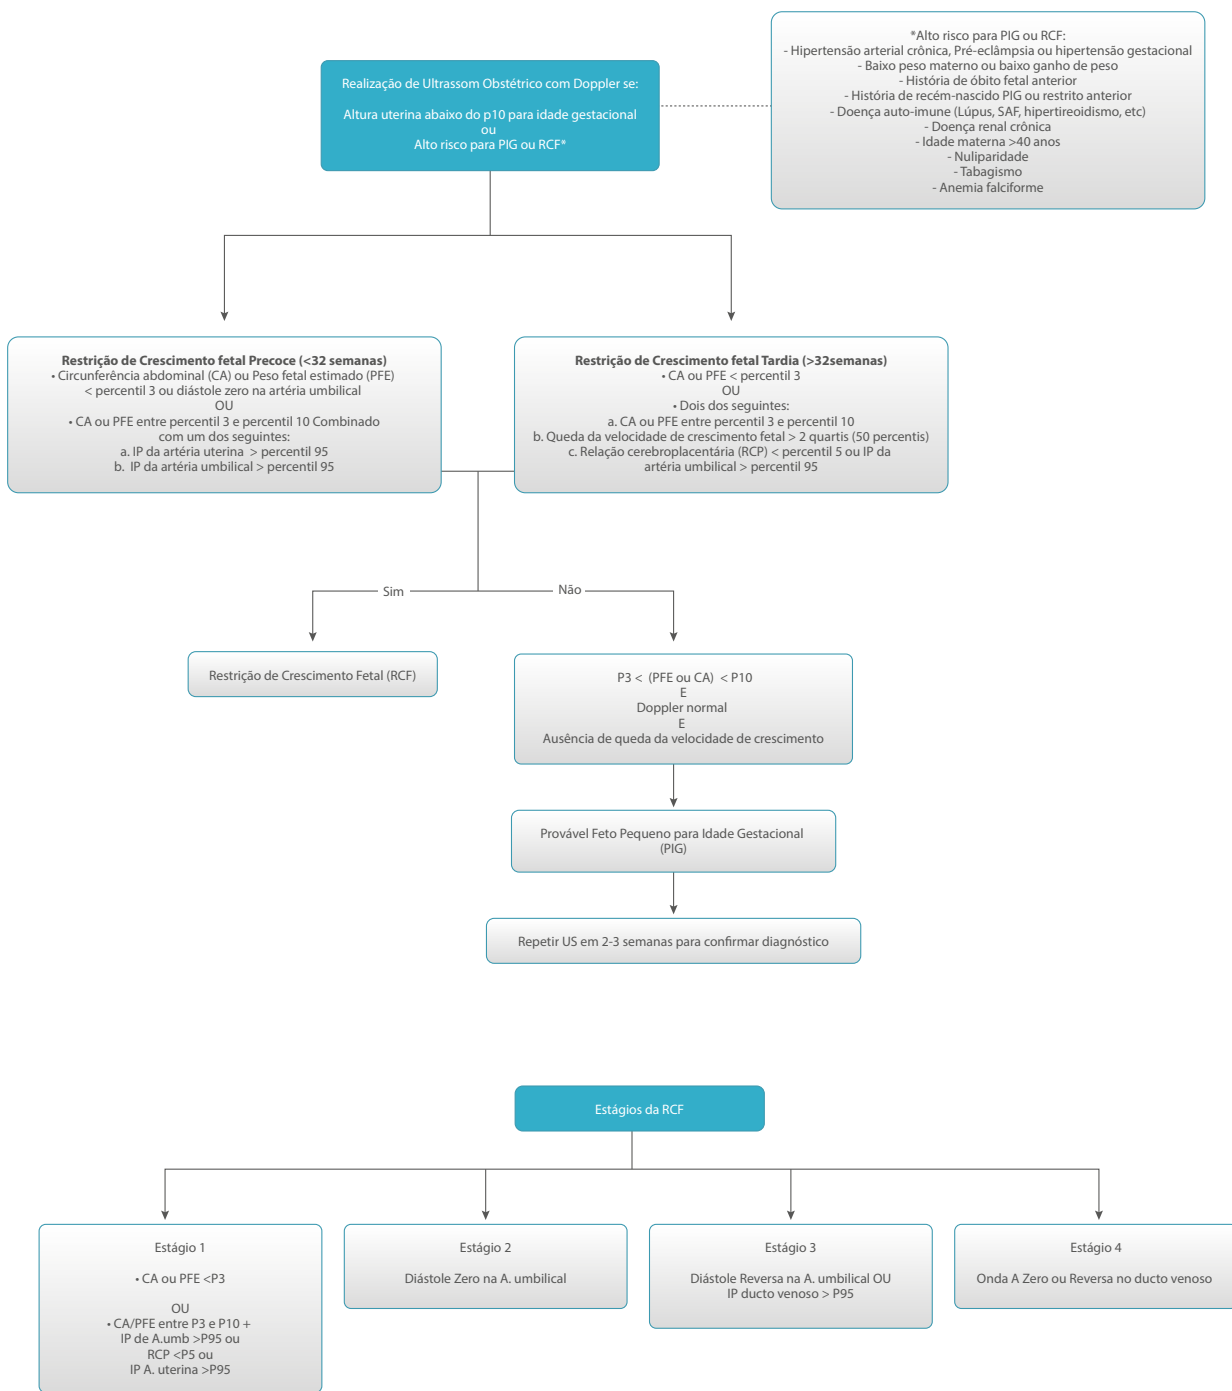 Realização de Ultrassom Obstétrico com Doppler se:
Altura uterina abaixo do p10 para idade gestacional
ou
Alto risco para PIG ou RCF*
*Alto risco para PIG ou RCF:
- Hipertensão arterial crônica, Pré-eclâmpsia ou hipertensão gestacional
- Baixo peso materno ou baixo ganho de peso
- História de óbito fetal anterior
- História de recém-nascido PIG ou restrito anterior
- Doença auto-imune (Lúpus, SAF, hipertireoidismo, etc)
- Doença renal crônica
- Idade materna >40 anos
- Nuliparidade
- Tabagismo
- Anemia falciforme
Restrição de Crescimento fetal Precoce (<32 semanas)
• Circunferência abdominal (CA) ou Peso fetal estimado (PFE)
< percentil 3 ou diástole zero na artéria umbilical
OU
• CA ou PFE entre percentil 3 e percentil 10 Combinado
com um dos seguintes:
a. IP da artéria uterina > percentil 95
b. IP da artéria umbilical > percentil 95
Restrição de Crescimento fetal Tardia (>32semanas)
• CA ou PFE < percentil 3
OU
• Dois dos seguintes:
a. CA ou PFE entre percentil 3 e percentil 10
b. Queda da velocidade de crescimento fetal > 2 quartis (50 percentis)
c. Relação cerebroplacentária (RCP) < percentil 5 ou IP da
artéria umbilical > percentil 95
Sim
Não
Restrição de Crescimento Fetal (RCF)
P3 < (PFE ou CA) < P10
E
Doppler normal
E
Ausência de queda da velocidade de crescimento
Provável Feto Pequeno para Idade Gestacional
(PIG)
Repetir US em 2-3 semanas para confirmar diagnóstico
Estágios da RCF
Estágio 1
• CA ou PFE <P3
OU
• CA/PFE entre P3 e P10 +
IP de A.umb >P95 ou
RCP <P5 ou
IP A. uterina >P95
Estágio 2
Diástole Zero na A. umbilical
Estágio 3
Diástole Reversa na A. umbilical OU
IP ducto venoso > P95
Estágio 4
Onda A Zero ou Reversa no ducto venoso